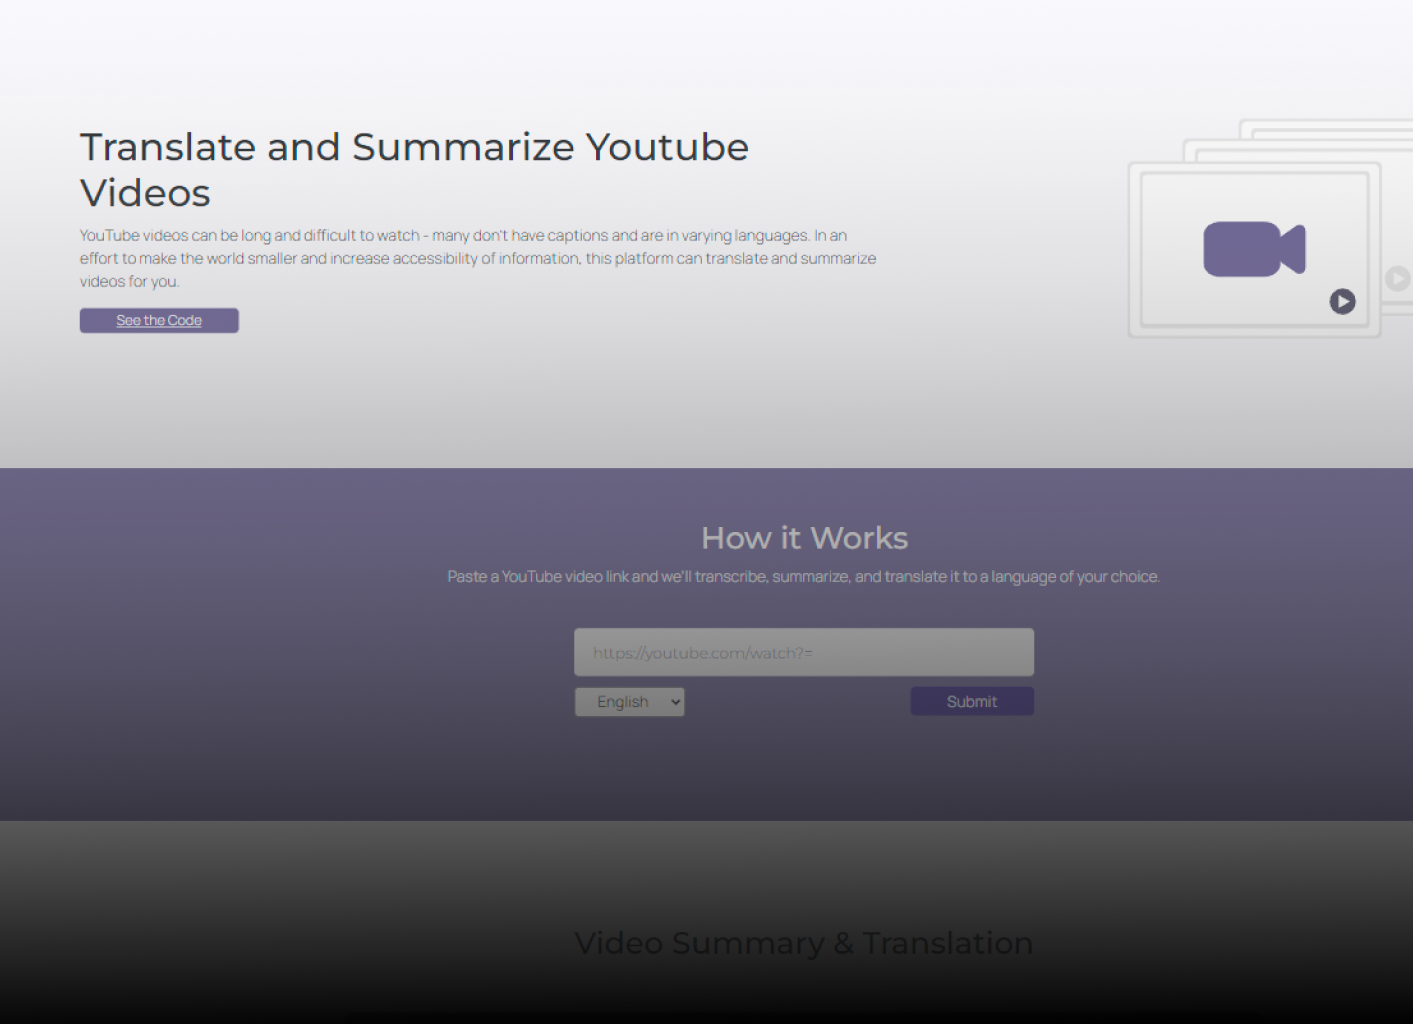 Translate and Summarize Youtube
Videos
YouTube videos can be long and difficult to watch - many don't have captions and are in varying languages. In an
effort to make the world smaller and increase accessibility of information, this platform can translate and summarize
videos for you.
See the Code
How it Works
Paste a YouTube video link and we'll transcribe, summarize, and translate it to a language of your choice.
https://youtube.com/watch?=
English
Submit
Video Summary & Translation